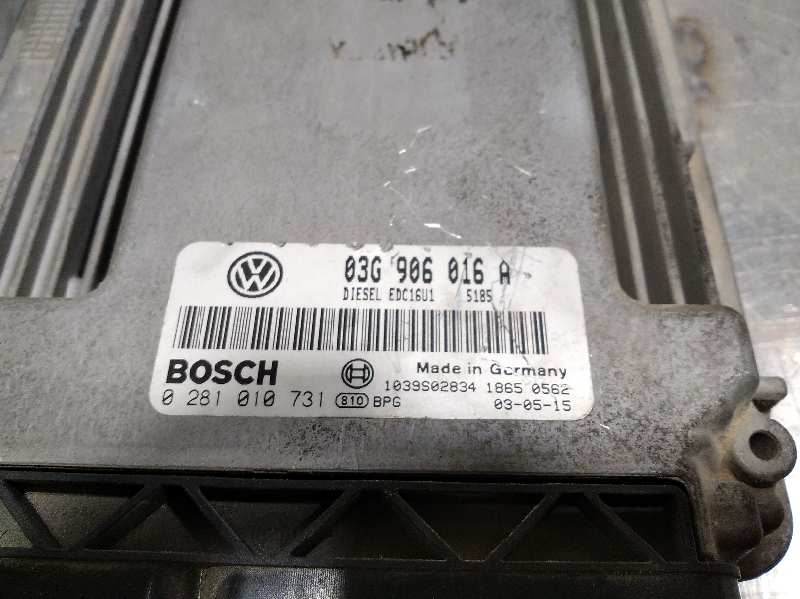 03G 906 016 A
DIESEL EDC16U1 5185
BOSCH
Made in Germany
1039S02834 1865 0562
0 281 010 731 810 BPG 03-05-15